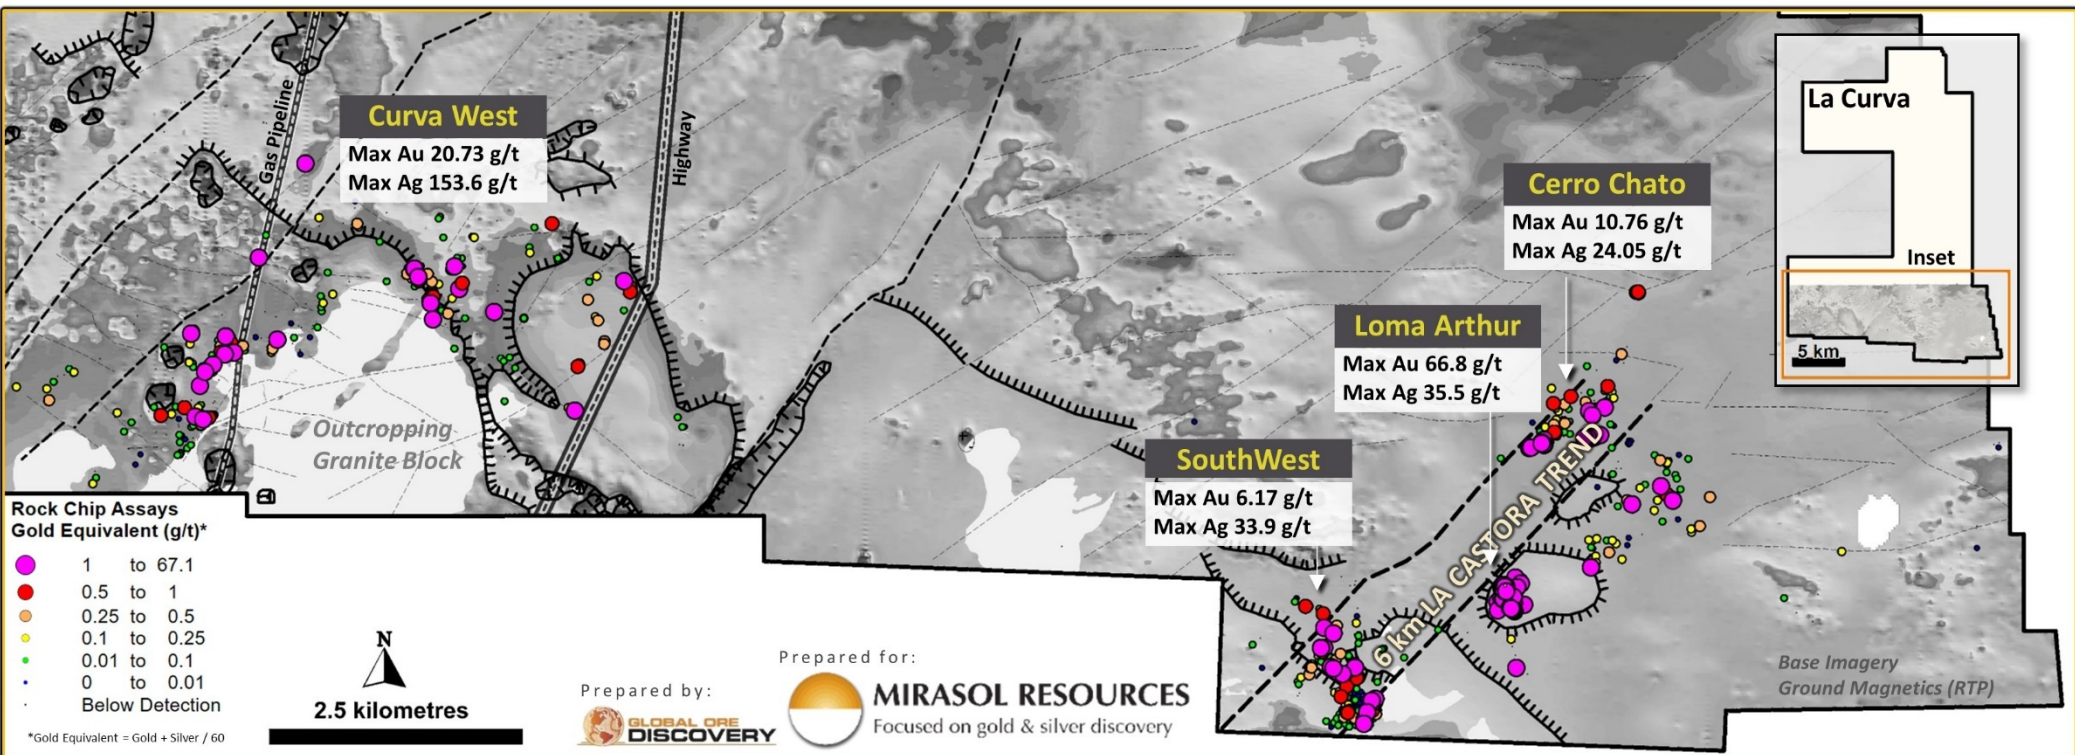 Gas Pipeline
Curva West
Max Au 20.73 g/t
Max Ag 153.6 g/t
Highway
Cerro Chato
Max Au 10.76 g/t
Max Ag 24.05 g/t
La Curva
Inset
5 km
Loma Arthur
Max Au 66.8 g/t
Max Ag 35.5 g/t
SouthWest
Max Au 6.17 g/t
Max Ag 33.9 g/t
6 km LA CASTORA TREND
Outcropping
Granite Block
Rock Chip Assays
Gold Equivalent (g/t)*
1 to 67.1
0.5 to 1
0.25 to 0.5
0.1 to 0.25
0.01 to 0.1
0 to 0.01
Below Detection
*Gold Equivalent = Gold + Silver / 60
N
2.5 kilometres
Prepared by:
GLOBAL ORE
DISCOVERY
Prepared for:
MIRASOL RESOURCES
Focused on gold & silver discovery
Base Imagery
Ground Magnetics (RTP)